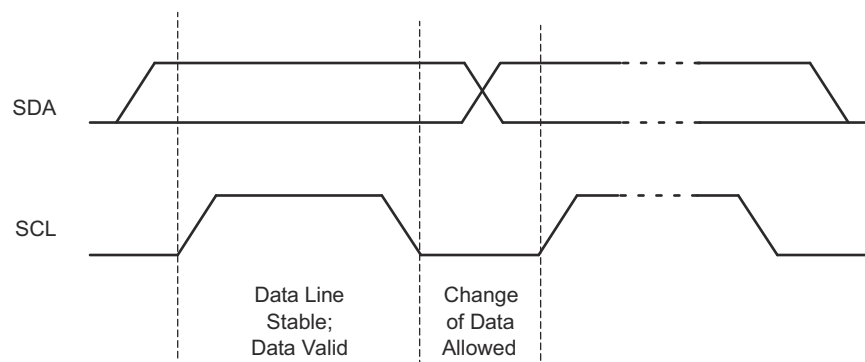 SDA
SCL
Data Line
Stable;
Data Valid
Change
of Data
Allowed